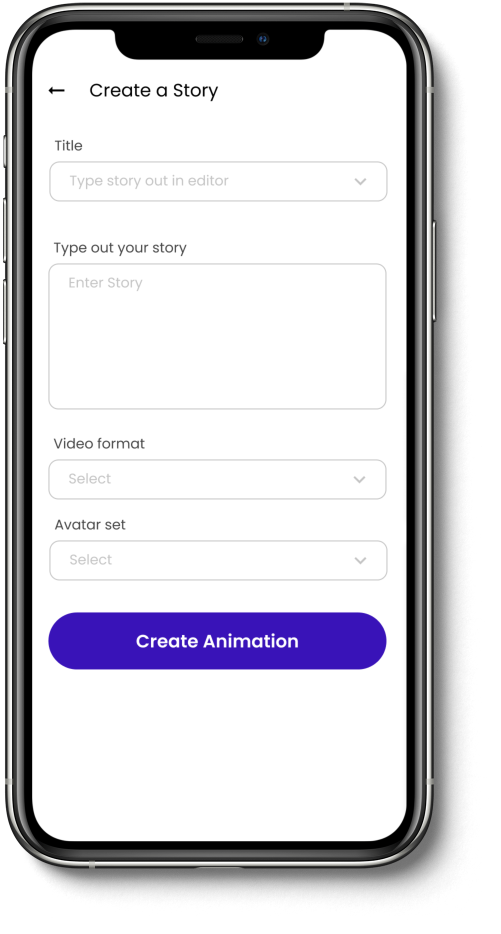 Create a Story
Title
Type story out in editor
Type out your story
Enter Story
Video format
Select
Avatar set
Select
Create Animation